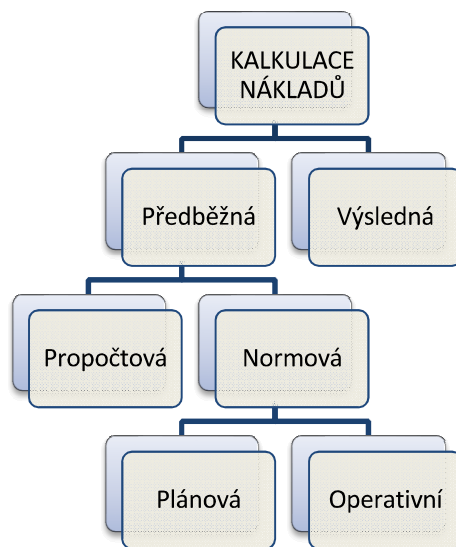 KALKULACE
NÁKLADŮ
Předběžná
Výsledná
Propočtová
Normová
Plánová
Operativní